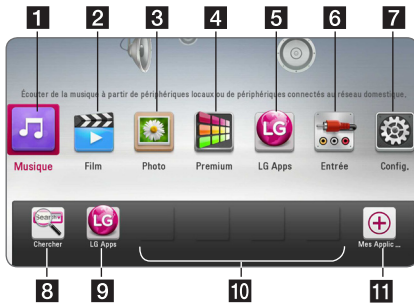 1 2 3 4 5 6 7
Écouter de la musique à partir de périphériques locaux ou de périphériques connectés au réseau domestique.
LG
Musique Film Photo Premium LG Apps Entrée Config.
Search LG
Chercher LG Apps Mes Applic ...
8 9 10 11